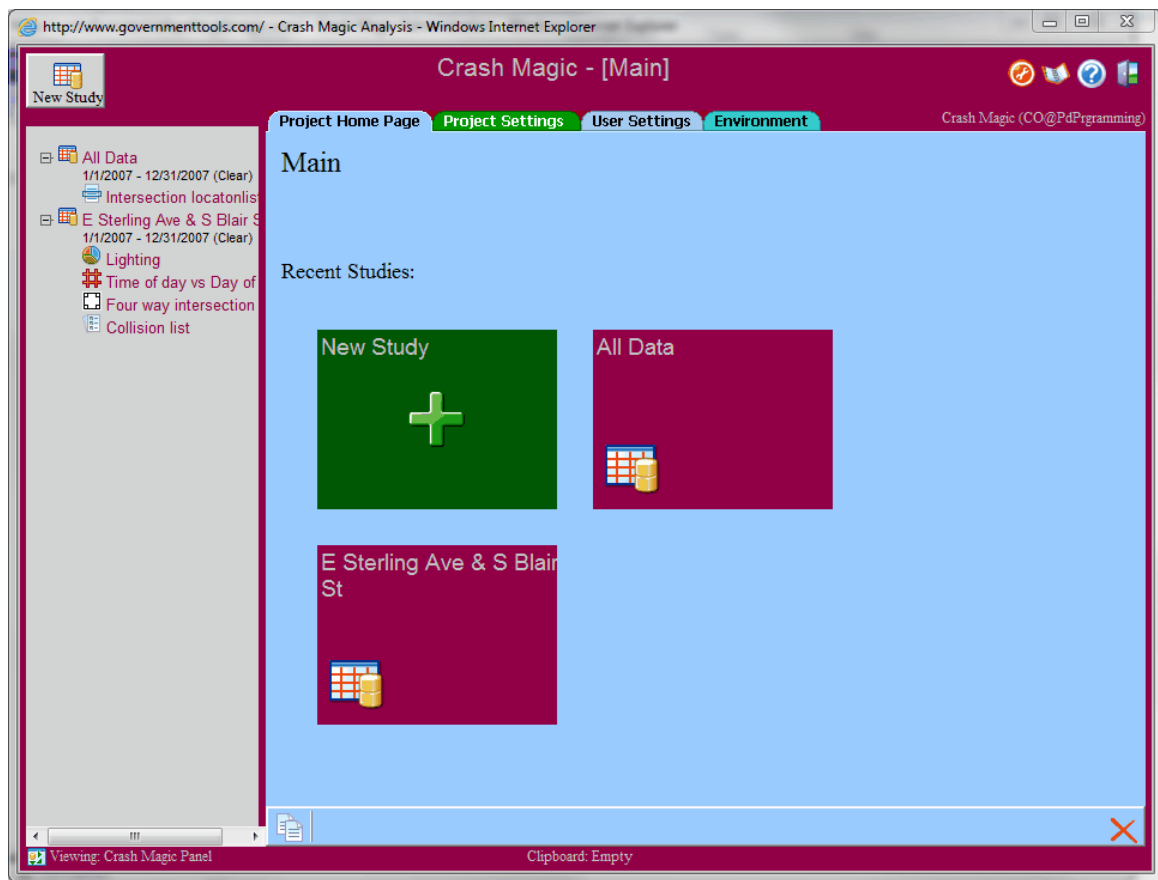 http://www.governmenttools.com/ - Crash Magic Analysis - Windows Internet Explorer
New Study
Crash Magic - [Main]
Project Home Page Project Settings User Settings Environment
Crash Magic (CO@PdPrgramming)
All Data
1/1/2007 - 12/31/2007 (Clear)
Intersection locatonlis
E Sterling Ave & S Blair S
1/1/2007 - 12/31/2007 (Clear)
Lighting
Time of day vs Day of
Four way intersection
Collision list
Main
Recent Studies:
New Study
All Data
E Sterling Ave & S Blair
St
Viewing: Crash Magic Panel
Clipboard: Empty